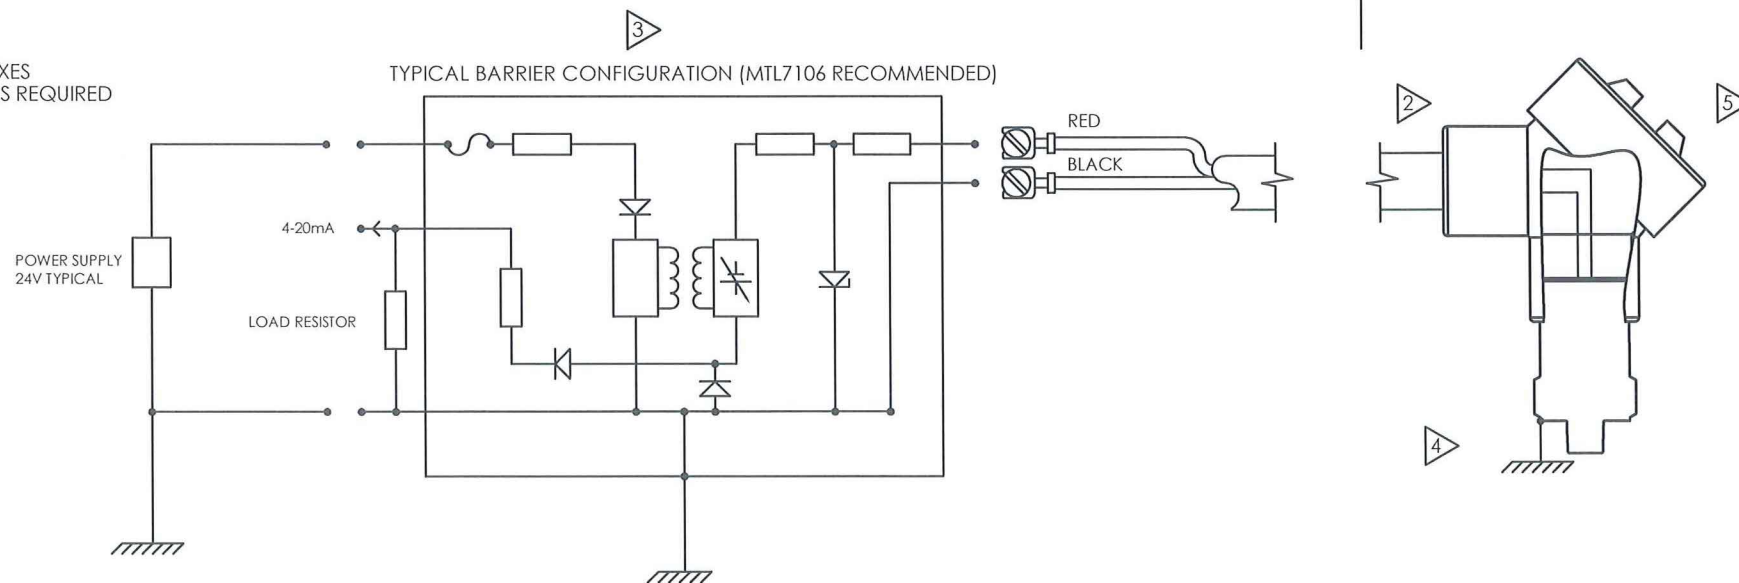 3
XES
S REQUIRED
TYPICAL BARRIER CONFIGURATION (MTL7106 RECOMMENDED)
2
5
RED
BLACK
4-20mA
POWER SUPPLY
24V TYPICAL
LOAD RESISTOR
4